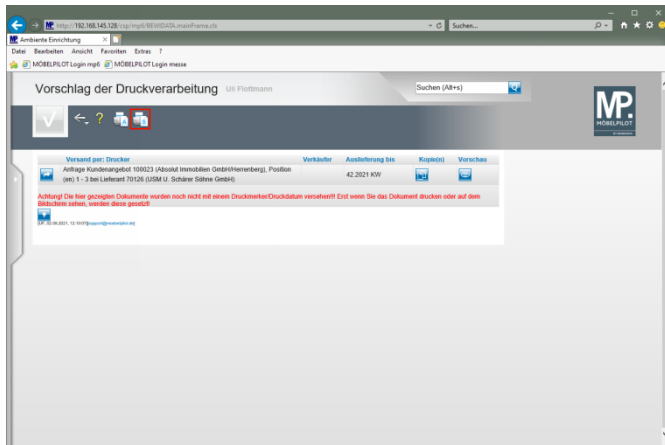 http://192.168.145.128/csp/mp6/BEWIDATA.mainFrame.cls
Suchen...
MP. Ambiente Einrichtung
Datei Bearbeiten Ansicht Favoriten Extras ?
MÖBELPILOT Login mp6 MÖBELPILOT Login messe
Vorschlag der Druckverarbeitung Uli Flottmann
Suchen (Alt+s)
MP.
MÖBELPILOT
?
Versand per: Drucker Verkäufer Auslieferung bis Kopie(n) Vorschau
Anfrage Kundenangebot 100023 (Absolut Immobilien GmbH/Herrenberg), Position
(en) 1 - 3 bei Lieferant 70126 (USM U. Schärer Söhne GmbH)
42.2021 KW
Achtung! Die hier gezeigten Dokumente wurden noch nicht mit einem Druckmerker/Druckdatum versehen!!! Erst wenn Sie das Dokument drucken oder auf dem
Bildschirm sehen, werden diese gesetzt!